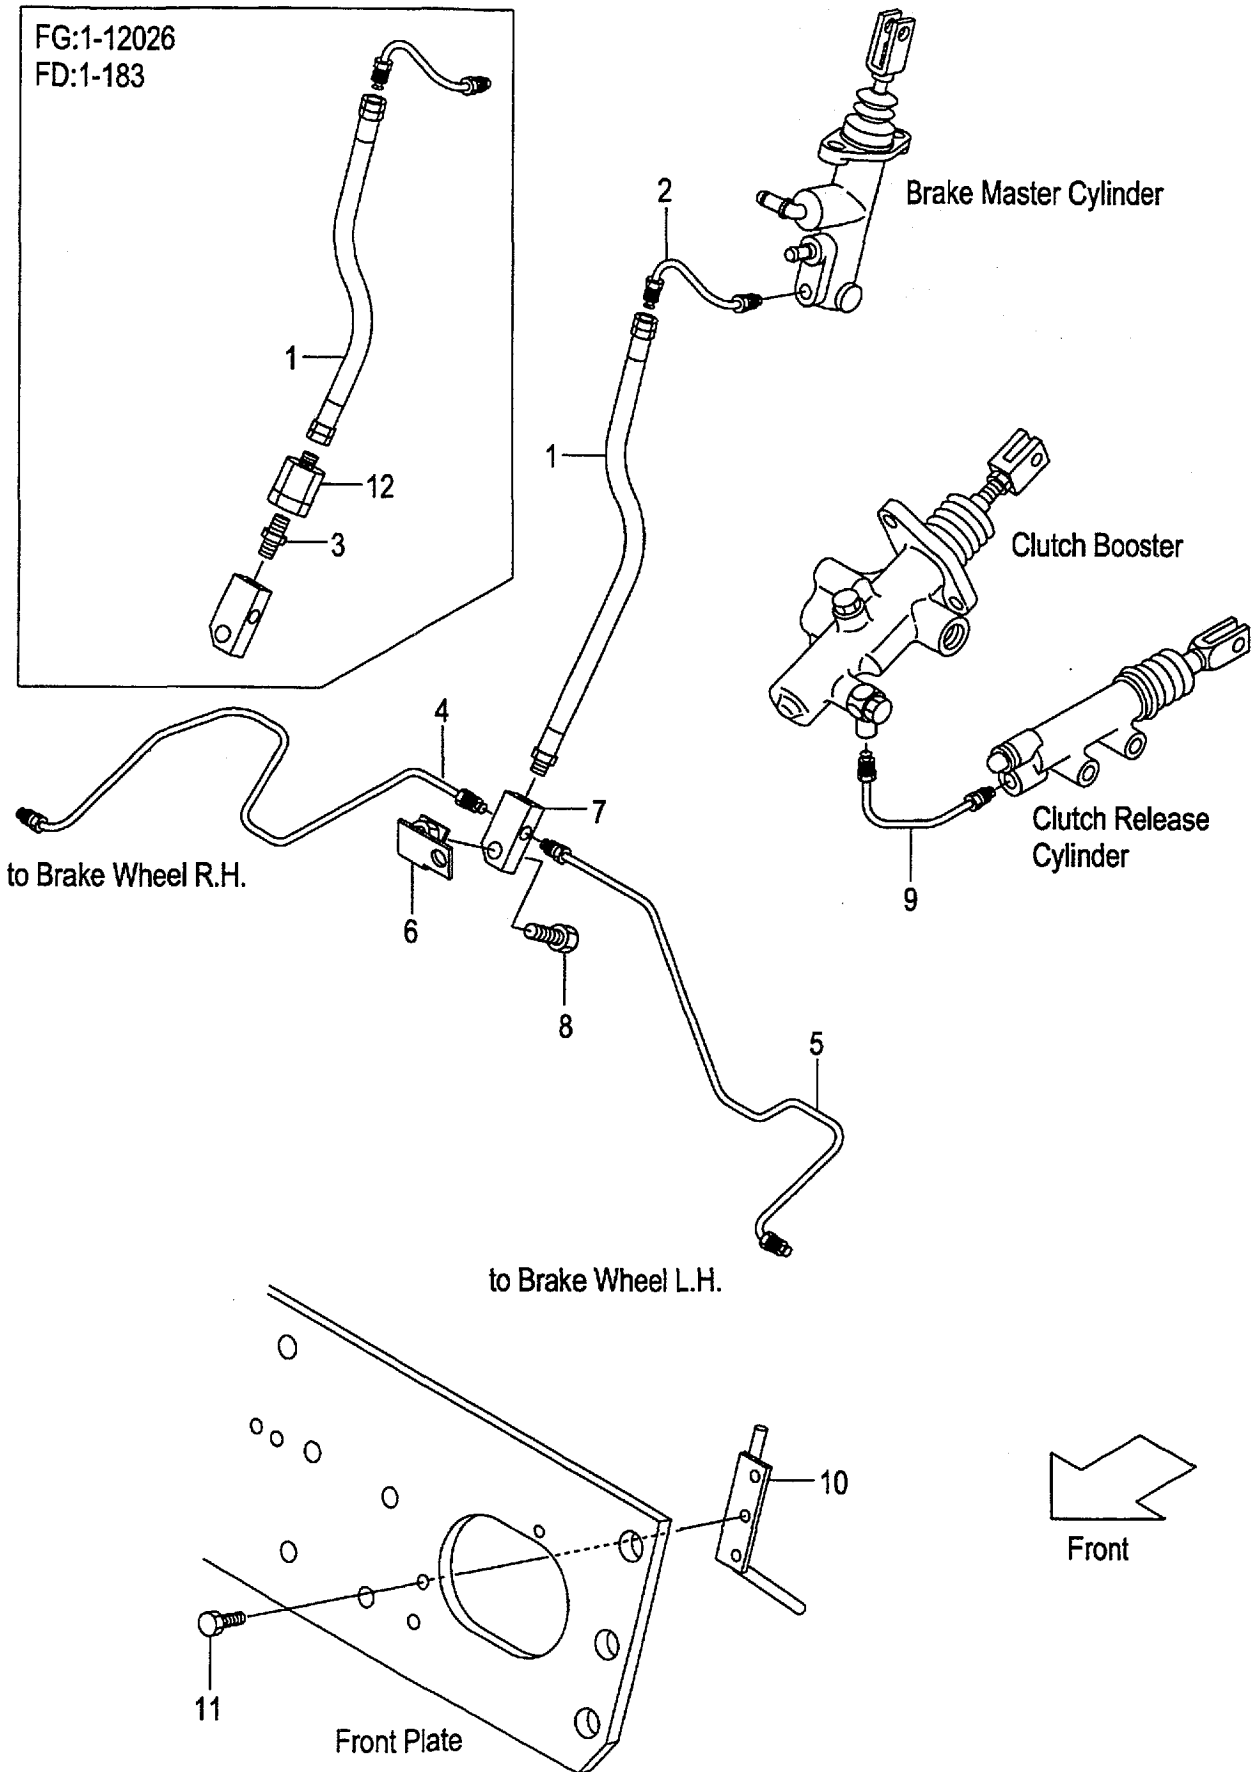 FG:1-12026
FD:1-183
2
Brake Master Cylinder
1
1
12
3
Clutch Booster
4
7
to Brake Wheel R.H.
6
8
Clutch Release
Cylinder
9
5
to Brake Wheel L.H.
10
Front
11
Front Plate